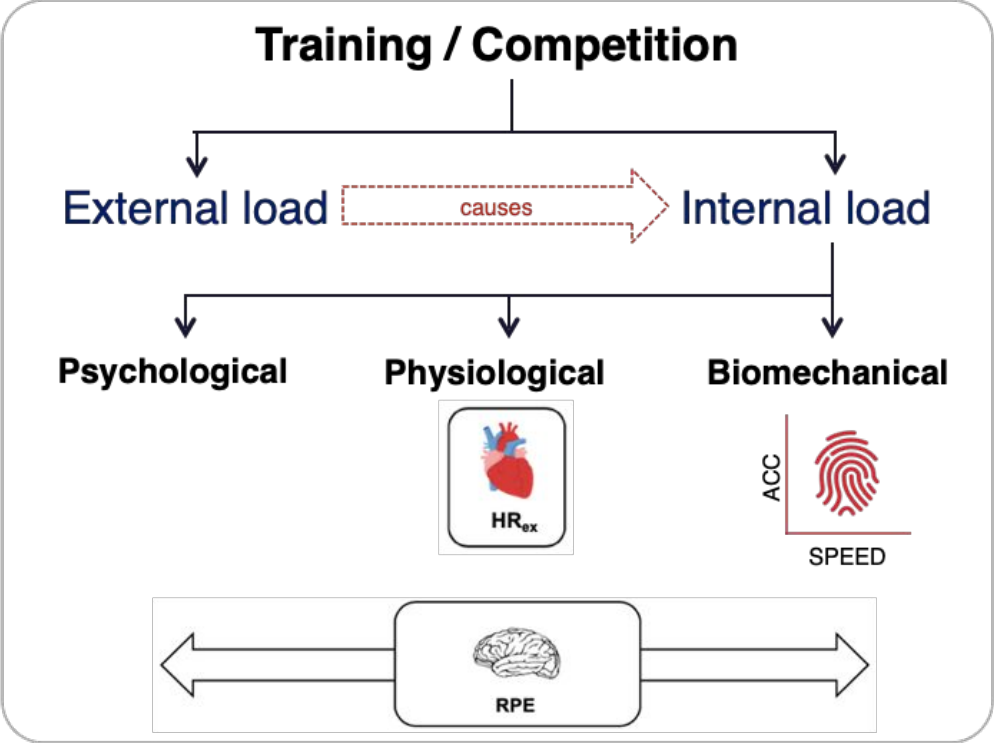 Training / Competition
External load
causes
Internal load
Psychological
Physiological
Biomechanical
HRex
ACC
SPEED
RPE